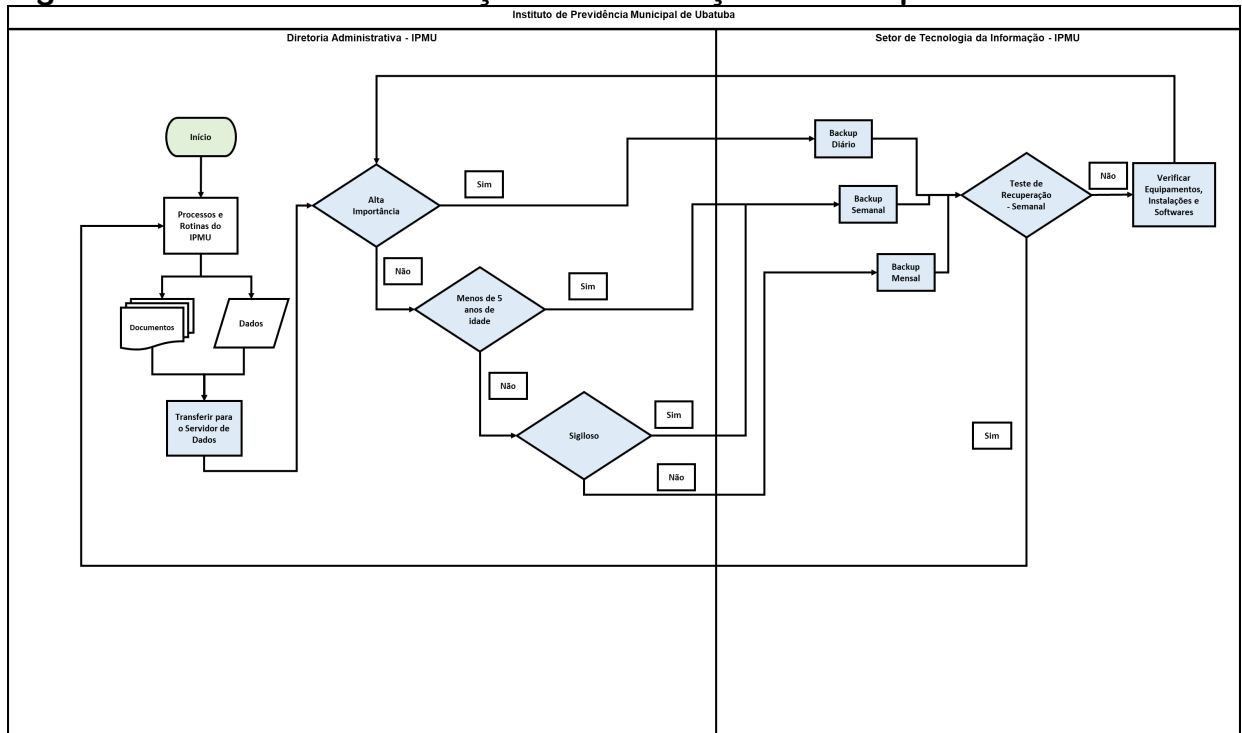 Instituto de Previdência Municipal de Ubatuba
Diretoria Administrativa - IPMU
Setor de Tecnologia da Informação - IPMU
Início
Processos e
Rotinas do
IPMU
Documentos
Dados
Transferir para
o Servidor de
Dados
Alta
Importância
Sim
Não
Menos de 5
anos de
idade
Sim
Não
Sigiloso
Sim
Não
Backup
Diário
Backup
Semanal
Backup
Mensal
Teste de
Recuperação
- Semanal
Não
Sim
Verificar
Equipamentos,
Instalações e
Softwares